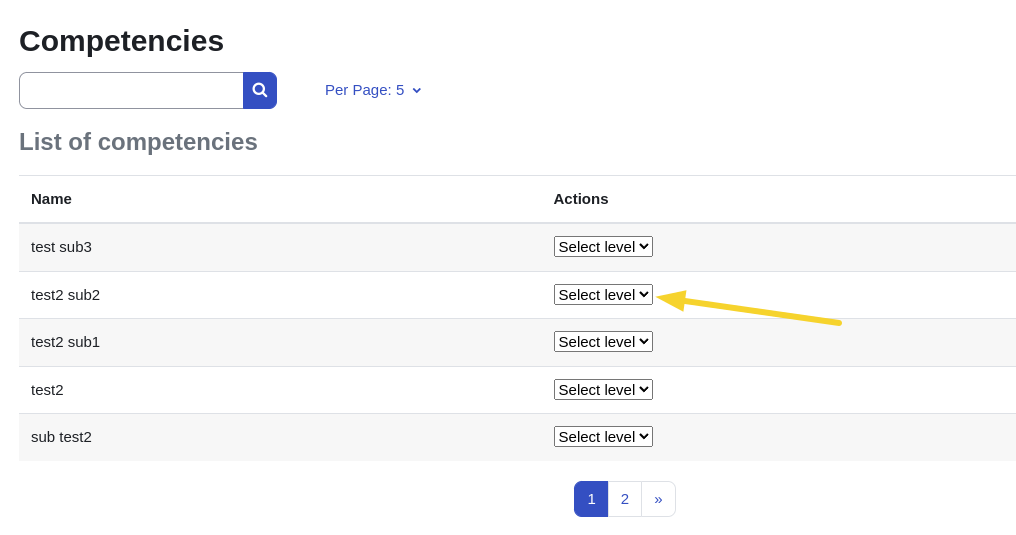 Competencies
Per Page: 5
List of competencies
Name Actions
test sub3 Select level
test2 sub2 Select level
test2 sub1 Select level
test2 Select level
sub test2 Select level
1 2 »